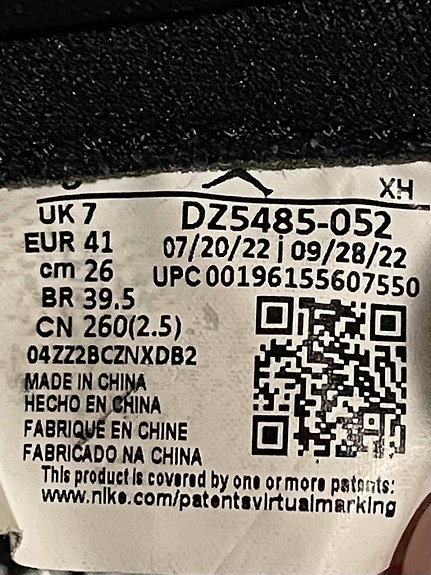 XH
UK 7
DZ5485-052
EUR 41
07/20/22 | 09/28/22
cm 26
UPC 00196155607550
BR 39.5
CN 260(2.5)
04ZZ2BCZNXDB2
MADE IN CHINA
HECHO EN CHINA
FABRIQUE EN CHINE
FABRICADO NA CHINA
This product is covered by one or more patents:
www.nike.com/patentsvirtualmarking